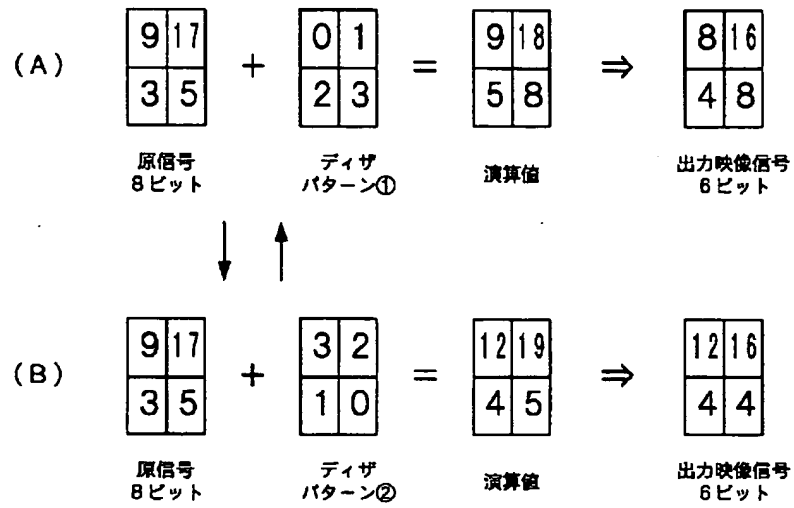 9 17 0 1 9 18 8 16
(A) + = ⇒
3 5 2 3 5 8 4 8
原信号 ディザ 演算値 出力映像信号
8ビット パターン① 6ビット
9 17 3 2 12 19 12 16
(B) + = ⇒
3 5 1 0 4 5 4 4
原信号 ディザ 演算値 出力映像信号
8ビット パターン② 6ビット